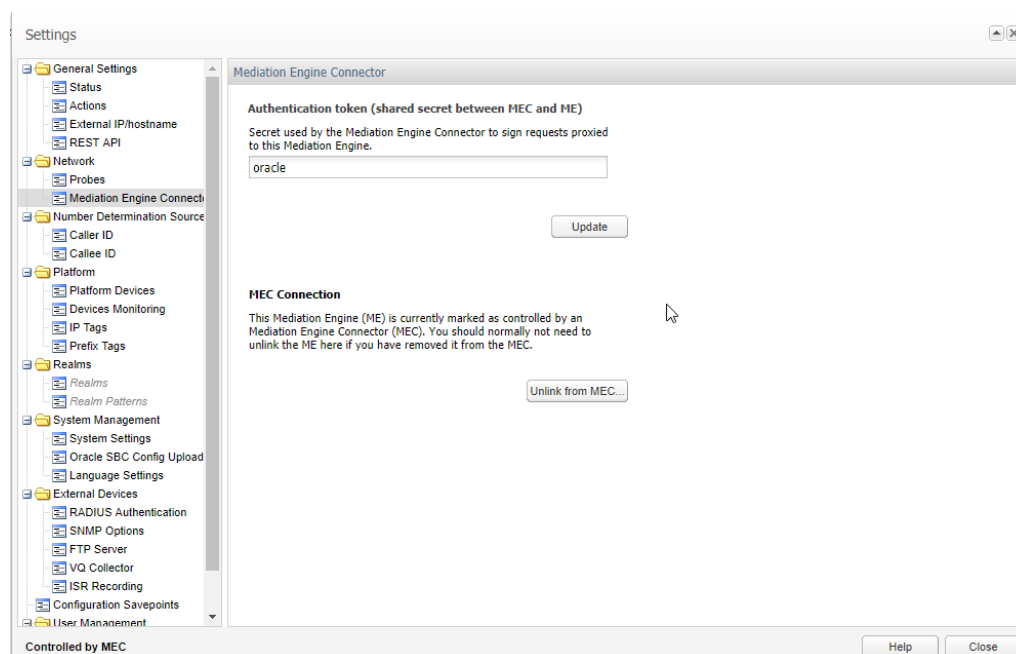 Settings
General Settings
Status
Actions
External IP/hostname
REST API
Network
Probes
Mediation Engine Connect
Number Determination Source
Caller ID
Callee ID
Platform
Platform Devices
Devices Monitoring
IP Tags
Prefix Tags
Realms
Realms
Realm Patterns
System Management
System Settings
Oracle SBC Config Upload
Language Settings
External Devices
RADIUS Authentication
SNMP Options
FTP Server
VQ Collector
ISR Recording
Configuration Savepoints
User Management
Mediation Engine Connector
Authentication token (shared secret between MEC and ME)
Secret used by the Mediation Engine Connector to sign requests proxied
to this Mediation Engine.
oracle
Update
MEC Connection
This Mediation Engine (ME) is currently marked as controlled by an
Mediation Engine Connector (MEC). You should normally not need to
unlink the ME here if you have removed it from the MEC.
Unlink from MEC...
Controlled by MEC
Help
Close